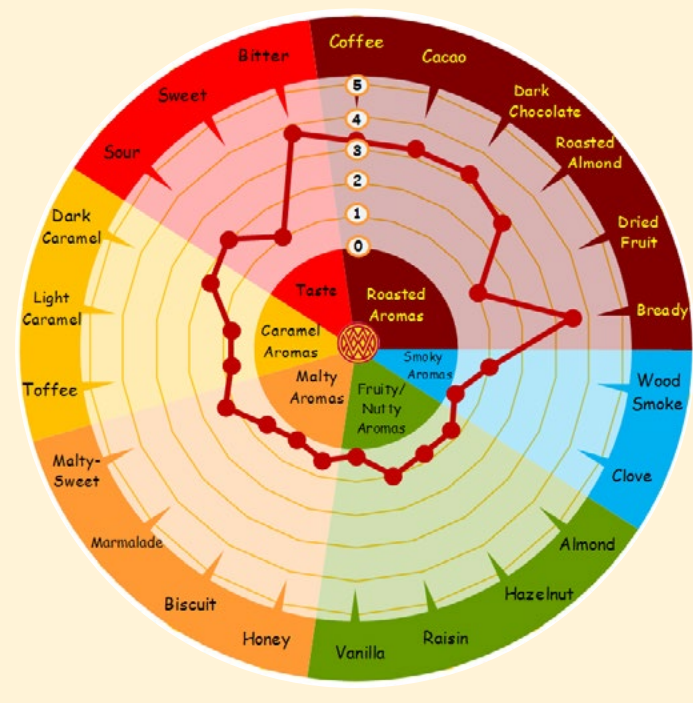 Coffee
Cacao
Dark
Chocolate
Roasted
Almond
Dried
Fruit
Bready
Wood
Smoke
Clove
Almond
Hazelnut
Raisin
Vanilla
Honey
Biscuit
Marmalade
Malty-
Sweet
Toffee
Light
Caramel
Dark
Caramel
Sour
Sweet
Bitter
5
4
3
2
1
0
Taste
Roasted
Aromas
Caramel
Aromas
Smoky
Aromas
Malty
Aromas
Fruity/
Nutty
Aromas